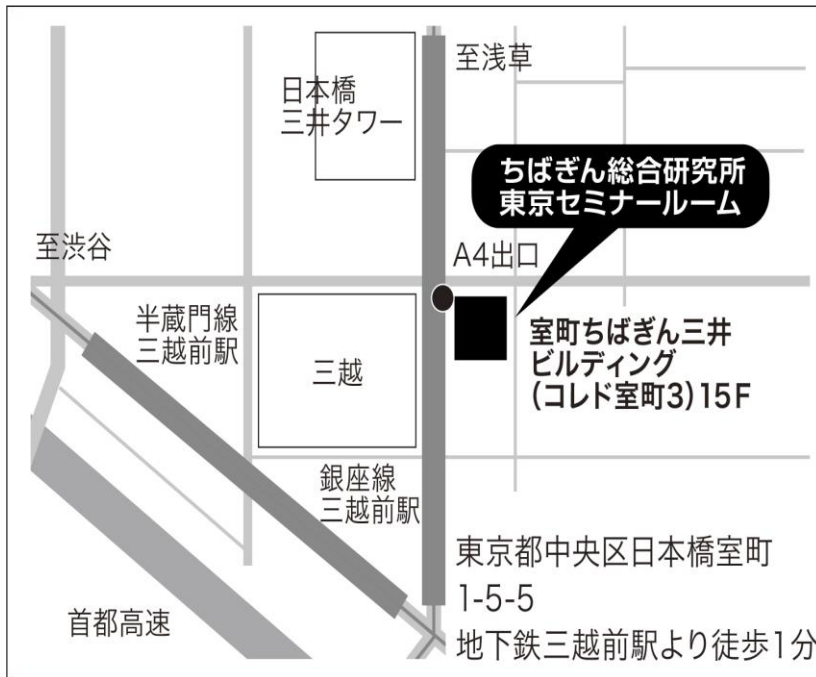 至浅草
日本橋
三井タワー
ちばぎん総合研究所
東京セミナールーム
至渋谷
A4出口
半蔵門線
三越前駅
三越
室町ちばぎん三井
ビルディング
(コレド室町3)15F
銀座線
三越前駅
東京都中央区日本橋室町
1-5-5
地下鉄三越前駅より徒歩1分
首都高速